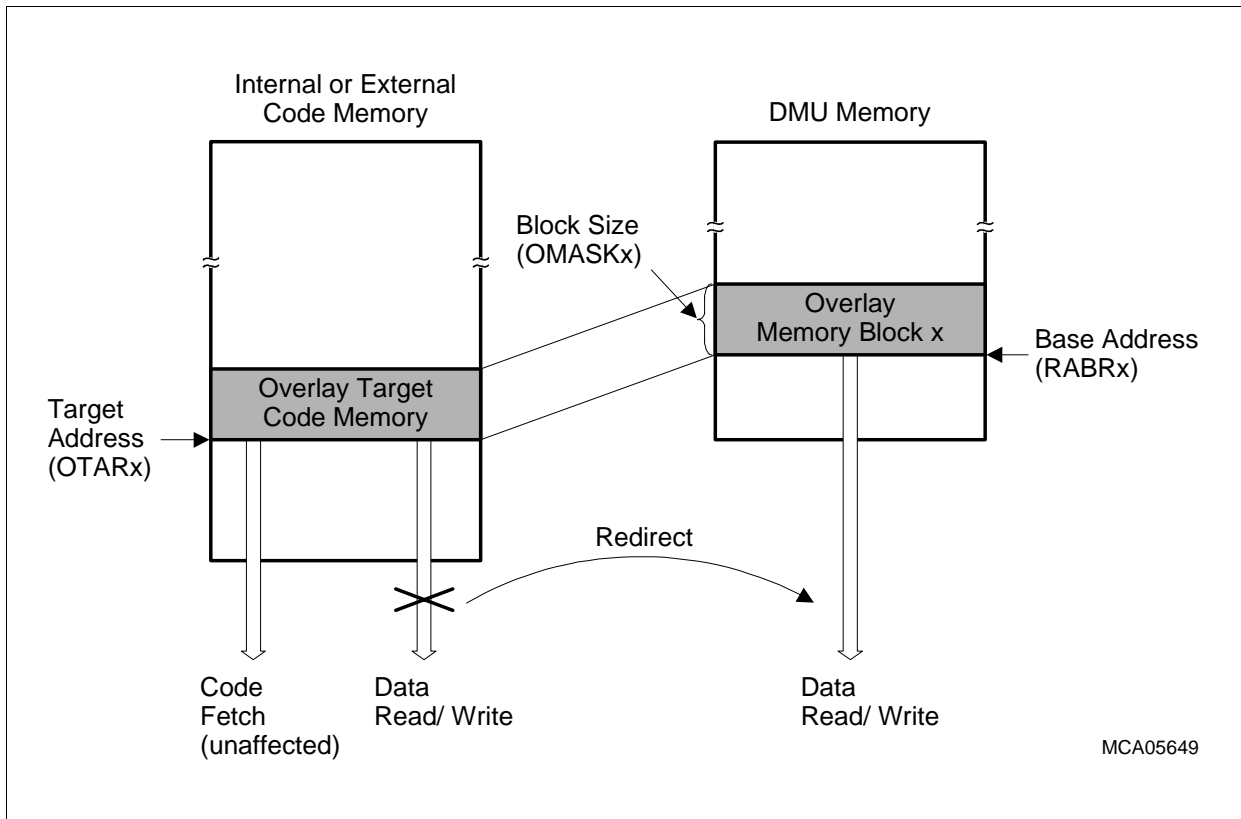 Internal or External
Code Memory
DMU Memory
Block Size
(OMASKx)
Overlay
Memory Block x
Base Address
(RABRx)
Overlay Target
Code Memory
Target
Address
(OTARx)
Redirect
Code
Fetch
(unaffected)
Data
Read/ Write
Data
Read/ Write
MCA05649